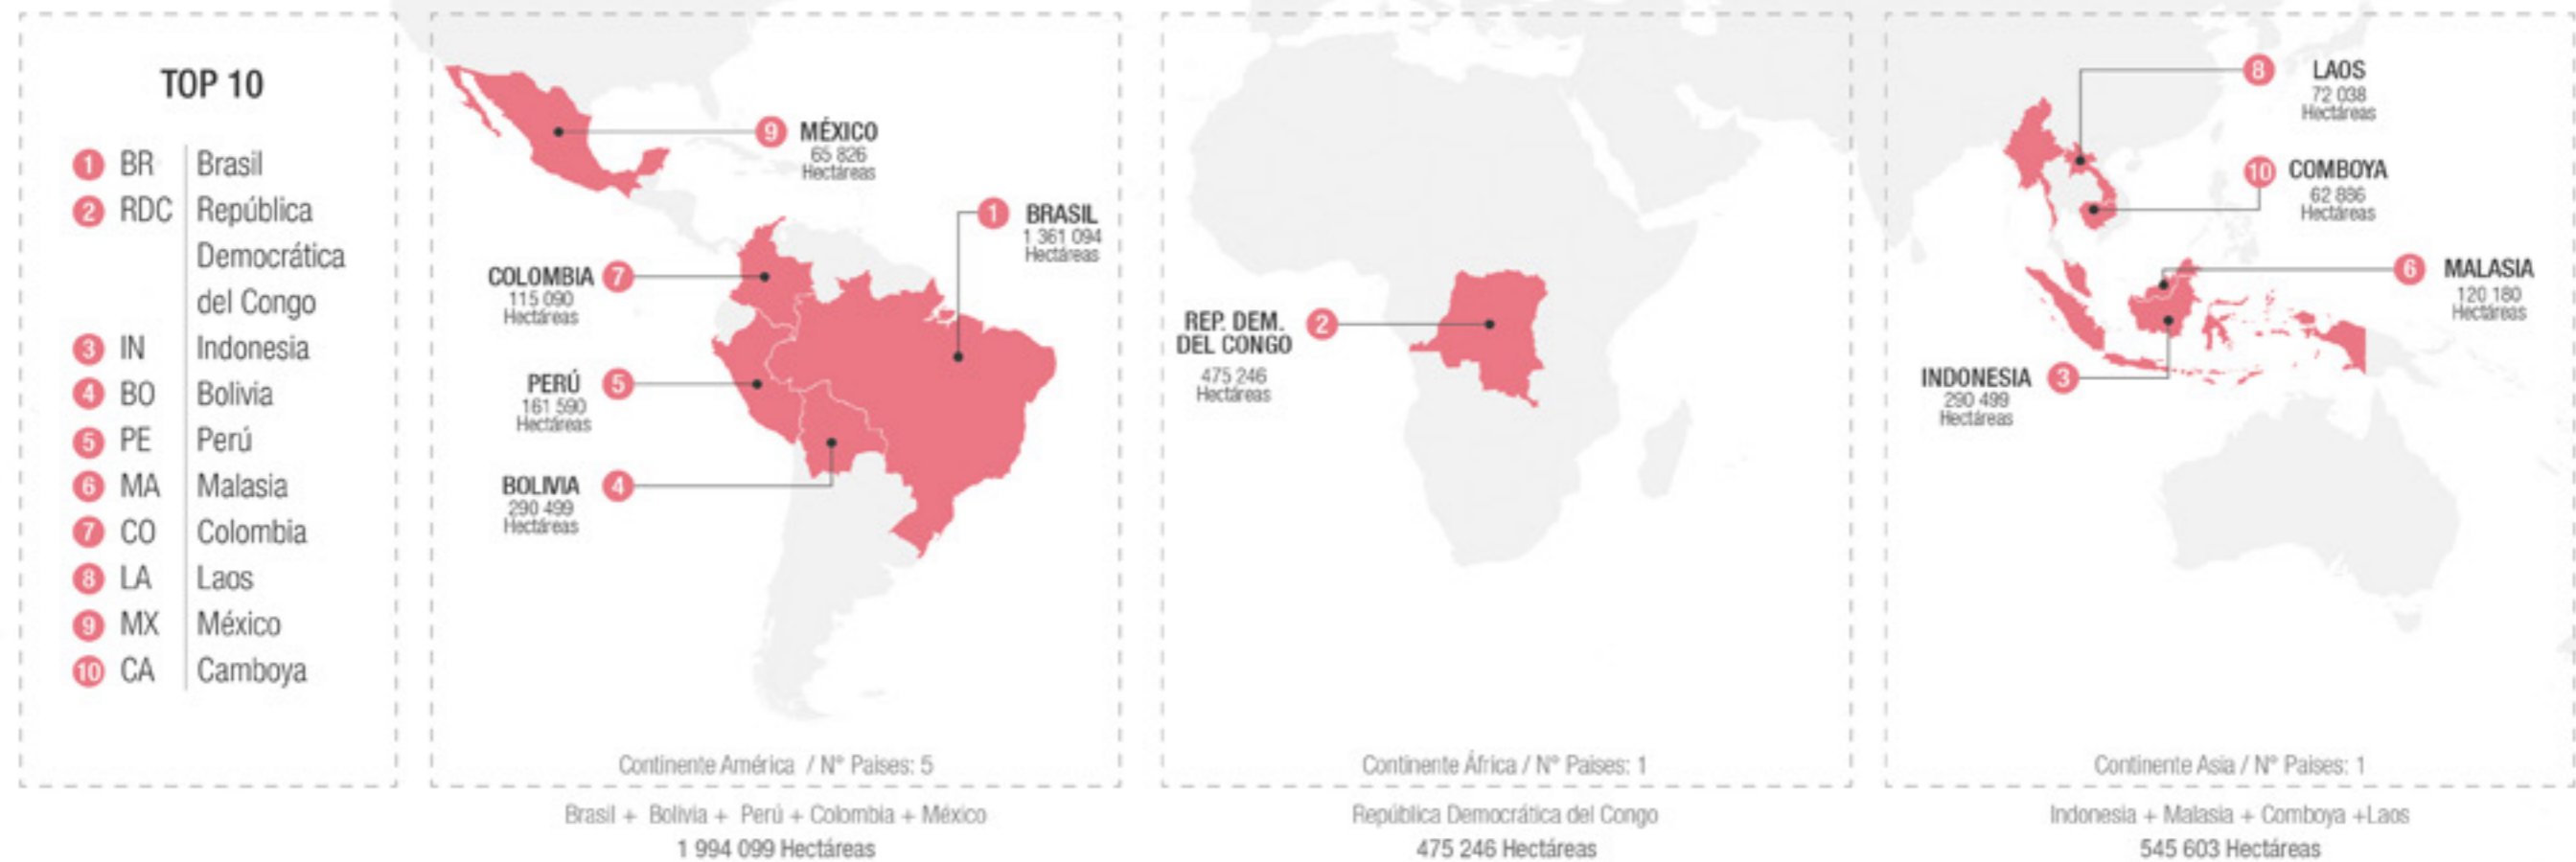 TOP 10
1 BR Brasil
2 RDC República
Democrática
del Congo
3 IN Indonesia
4 BO Bolivia
5 PE Perú
6 MA Malasia
7 CO Colombia
8 LA Laos
9 MX México
10 CA Camboya
9 MÉXICO
65 826
Hectáreas
1 BRASIL
1 361 094
Hectáreas
COLOMBIA 7
115 090
Hectáreas
PERÚ 5
161 590
Hectáreas
BOLIVIA 4
290 499
Hectáreas
Continente América / N° Paises: 5
Brasil + Bolivia + Perú + Colombia + México
1 994 099 Hectáreas
REP. DEM.
DEL CONGO
2
475 246
Hectáreas
Continente África / N° Paises: 1
República Democrática del Congo
475 246 Hectáreas
8 LAOS
72 038
Hectáreas
10 COMBOYA
62 886
Hectáreas
6 MALASIA
120 180
Hectáreas
INDONESIA 3
290 499
Hectáreas
Continente Asia / N° Paises: 1
Indonesia + Malasia + Comboya +Laos
545 603 Hectáreas